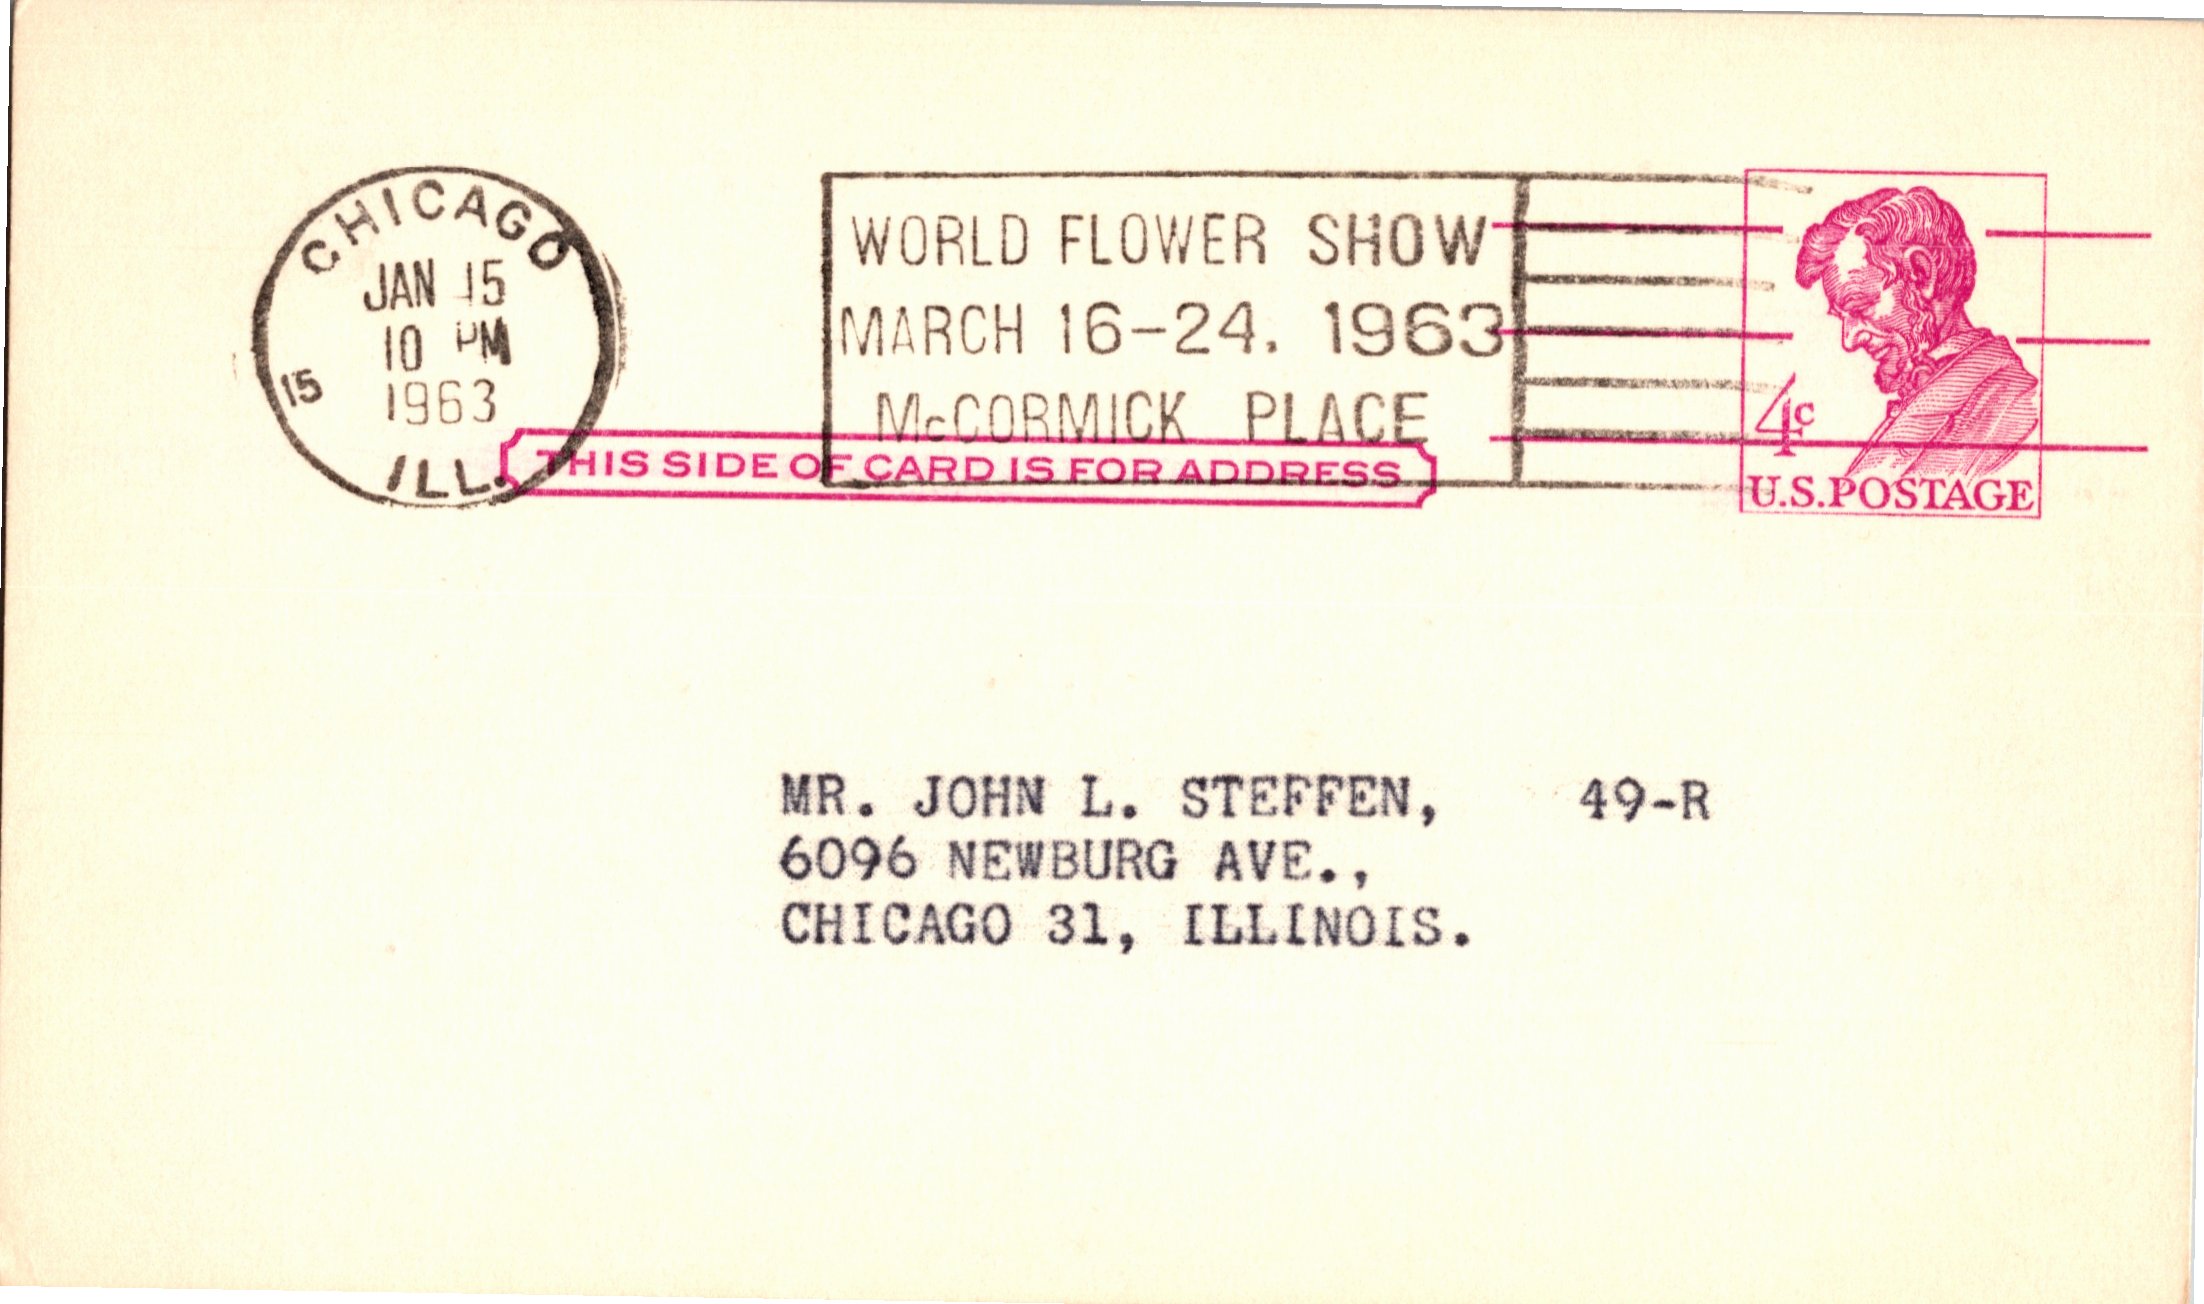 CHICAGO
JAN 15
10 PM
1963
15
ILL.
WORLD FLOWER SHOW
MARCH 16-24. 1963
McCORMICK PLACE
THIS SIDE OF CARD IS FOR ADDRESS
4c
U.S. POSTAGE
MR. JOHN L. STEFFEN, 49-R
6096 NEWBURG AVE.,
CHICAGO 31, ILLINOIS.